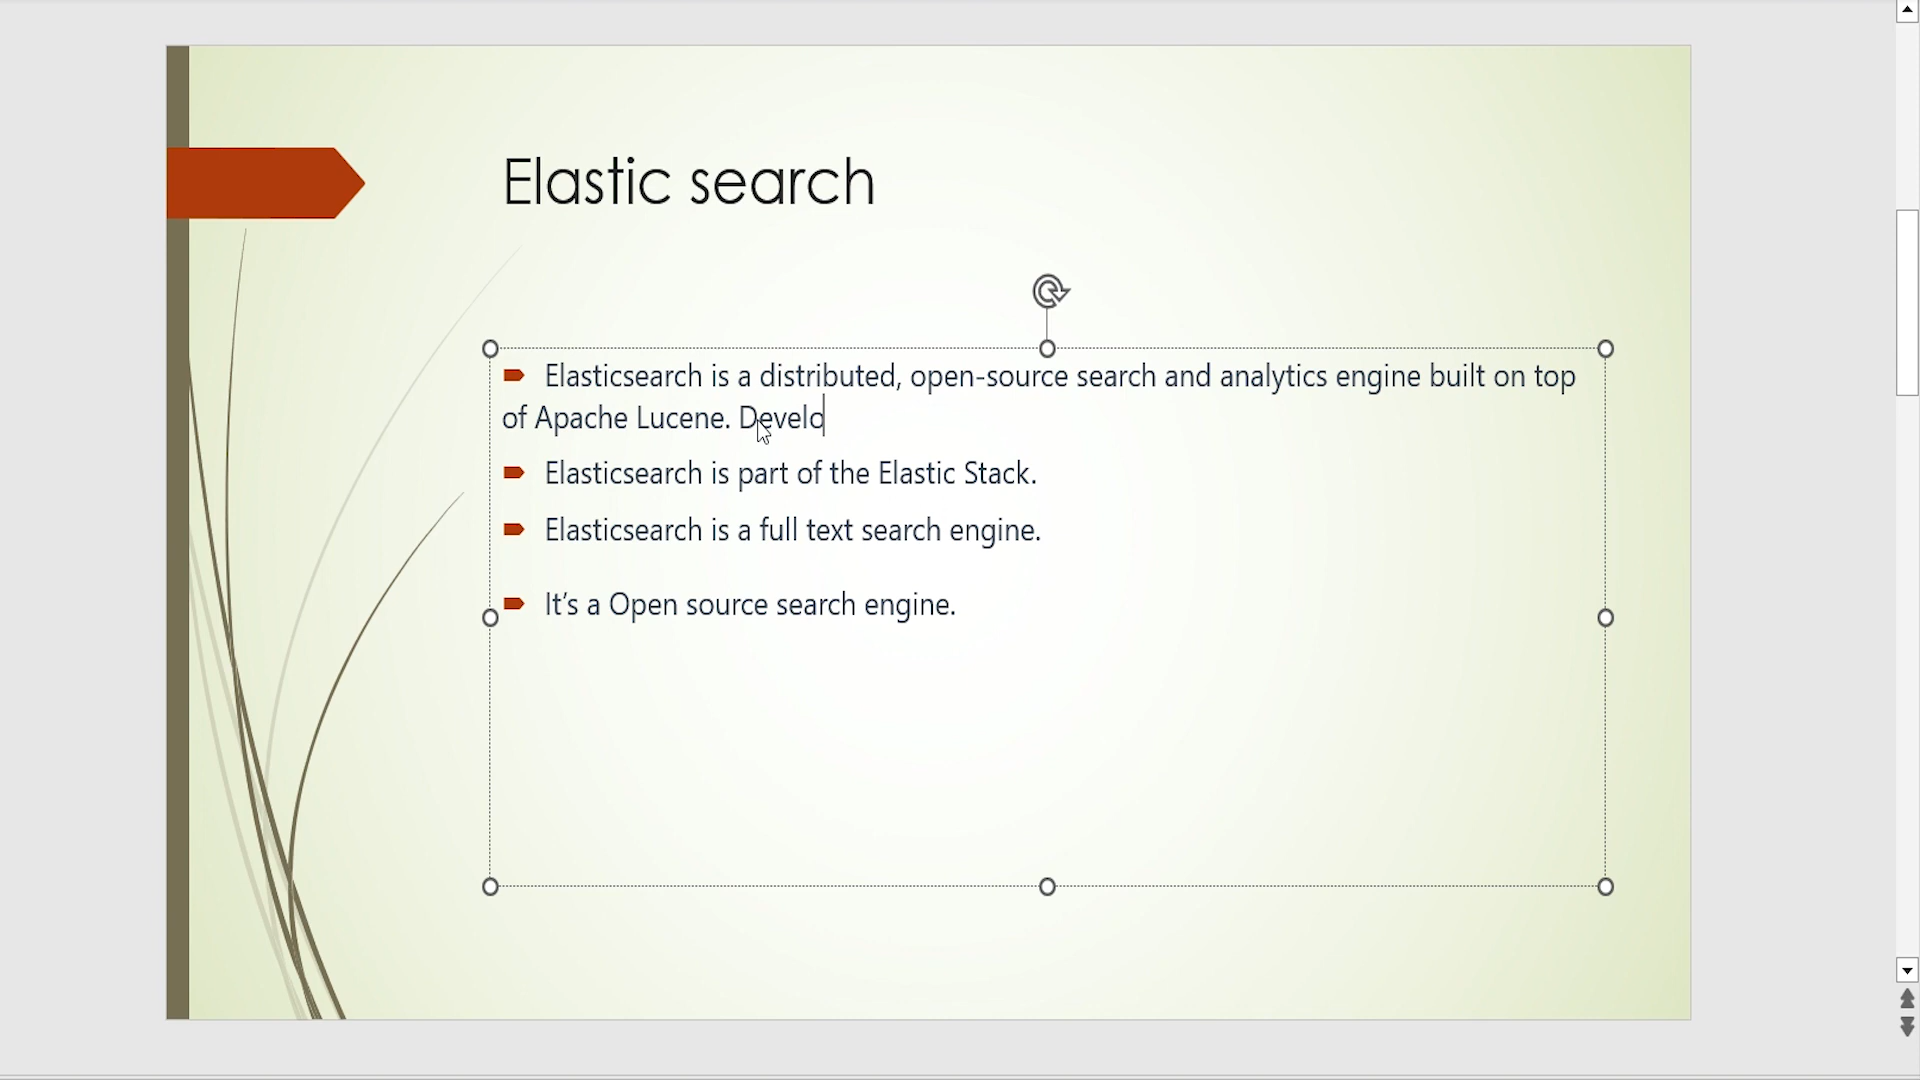 Elastic search
Elasticsearch is a distributed, open-source search and analytics engine built on top
of Apache Lucene. Develo
Elasticsearch is part of the Elastic Stack.
Elasticsearch is a full text search engine.
It's a Open source search engine.